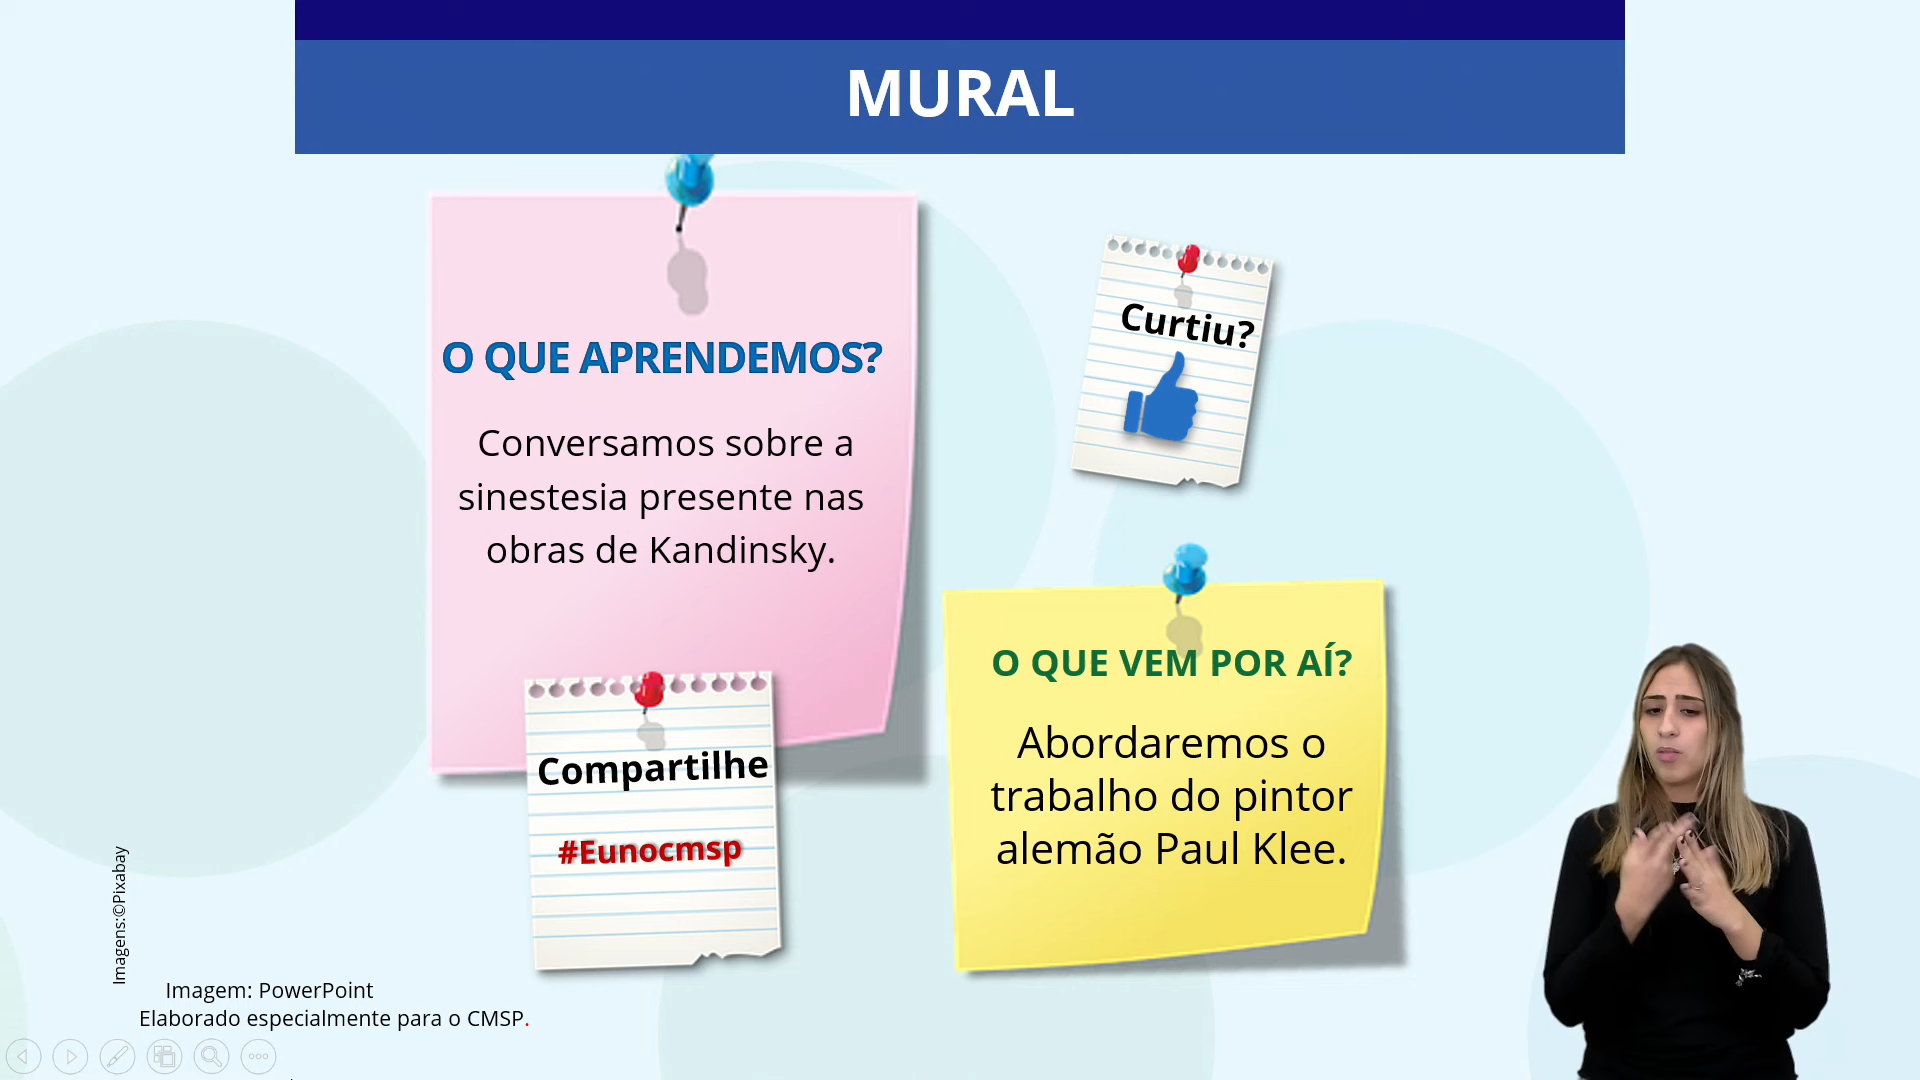 MURAL
O QUE APRENDEMOS?
Conversamos sobre a
sinestesia presente nas
obras de Kandinsky.
Curtiu?
Compartilhe
#Eunocmsp
O QUE VEM POR AÍ?
Abordaremos o
trabalho do pintor
alemão Paul Klee.
Imagens:©Pixabay
Imagem: PowerPoint
Elaborado especialmente para o CMSP.